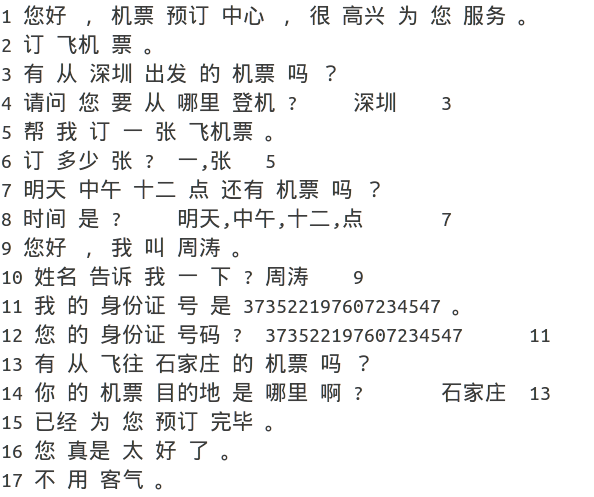 1 您好 ， 机票 预订 中心 ， 很 高兴 为 您 服务 。
2 订 飞机 票 。
3 有 从 深圳 出发 的 机票 吗 ？
4 请问 您 要 从 哪里 登机 ？ 深圳 3
5 帮 我 订 一 张 飞机票 。
6 订 多少 张 ？ 一,张 5
7 明天 中午 十二 点 还有 机票 吗 ？
8 时间 是 ？ 明天,中午,十二,点 7
9 您好 ， 我 叫 周涛 。
10 姓名 告诉 我 一 下 ？ 周涛 9
11 我 的 身份证 号 是 373522197607234547 。
12 您 的 身份证 号码 ？ 373522197607234547 11
13 有 从 飞往 石家庄 的 机票 吗 ？
14 你 的 机票 目的地 是 哪里 啊 ？ 石家庄 13
15 已经 为 您 预订 完毕 。
16 您 真是 太 好 了 。
17 不 用 客气 。